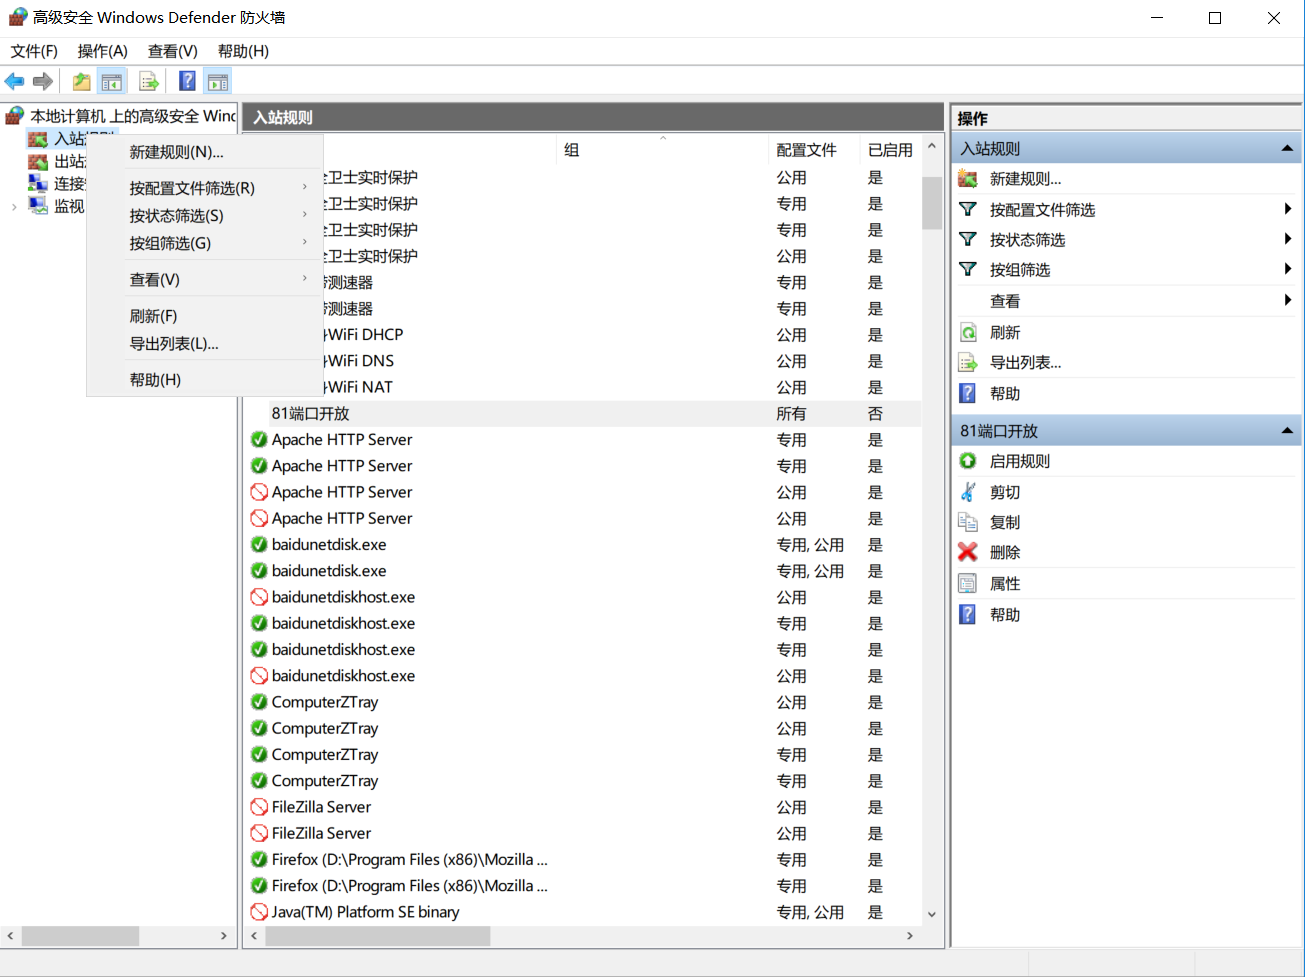 高级安全 Windows Defender 防火墙
文件(F) 操作(A) 查看(V) 帮助(H)
本地计算机 上的高级安全 Wind
入站规则
出站
连接
监视
新建规则(N)...
按配置文件筛选(R)
按状态筛选(S)
按组筛选(G)
查看(V)
刷新(F)
导出列表(L)...
帮助(H)
入站规则
组 配置文件 已启用
卫士实时保护 公用 是
卫士实时保护 专用 是
卫士实时保护 专用 是
卫士实时保护 公用 是
测速器 专用 是
测速器 专用 是
WiFi DHCP 公用 是
WiFi DNS 公用 是
WiFi NAT 公用 是
81端口开放 所有 否
Apache HTTP Server 专用 是
Apache HTTP Server 专用 是
Apache HTTP Server 公用 是
Apache HTTP Server 公用 是
baidunetdisk.exe 专用, 公用 是
baidunetdisk.exe 专用, 公用 是
baidunetdiskhost.exe 公用 是
baidunetdiskhost.exe 专用 是
baidunetdiskhost.exe 专用 是
baidunetdiskhost.exe 公用 是
ComputerZTray 公用 是
ComputerZTray 公用 是
ComputerZTray 专用 是
ComputerZTray 专用 是
FileZilla Server 公用 是
FileZilla Server 公用 是
Firefox (D:\Program Files (x86)\Mozilla ... 专用 是
Firefox (D:\Program Files (x86)\Mozilla ... 专用 是
Java(TM) Platform SE binary 专用, 公用 是
操作
入站规则
新建规则...
按配置文件筛选
按状态筛选
按组筛选
查看
刷新
导出列表...
帮助
81端口开放
启用规则
剪切
复制
删除
属性
帮助